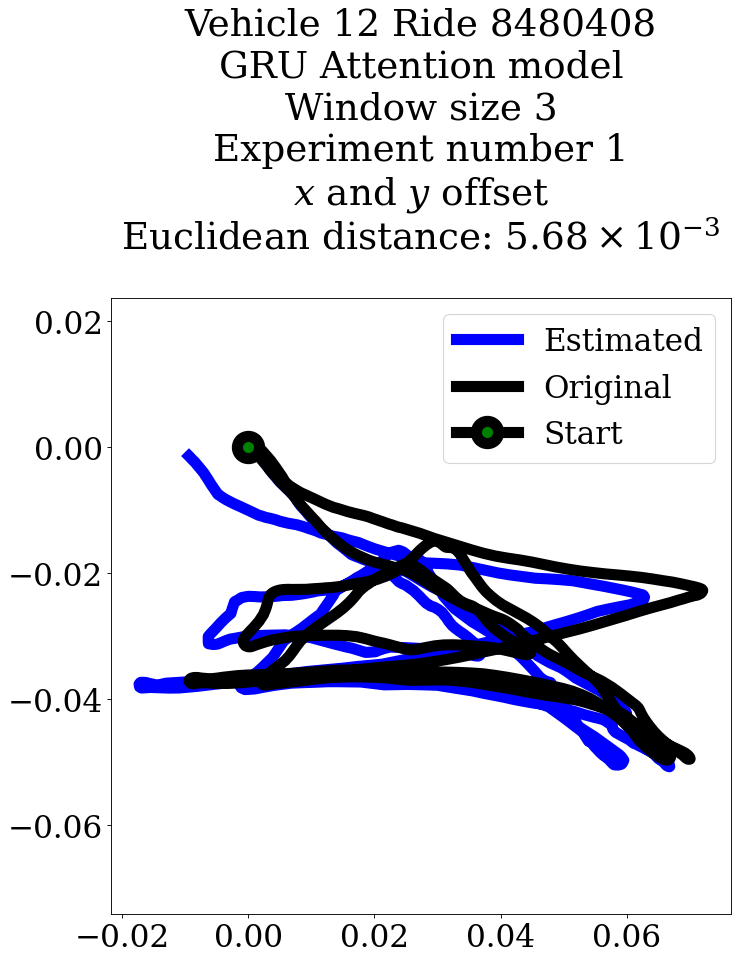 Vehicle 12 Ride 8480408
GRU Attention model
Window size 3
Experiment number 1
x and y offset
Euclidean distance: 5.68 × 10⁻³
Estimated
Original
Start
0.02
0.00
−0.02
−0.04
−0.06
−0.02 0.00 0.02 0.04 0.06